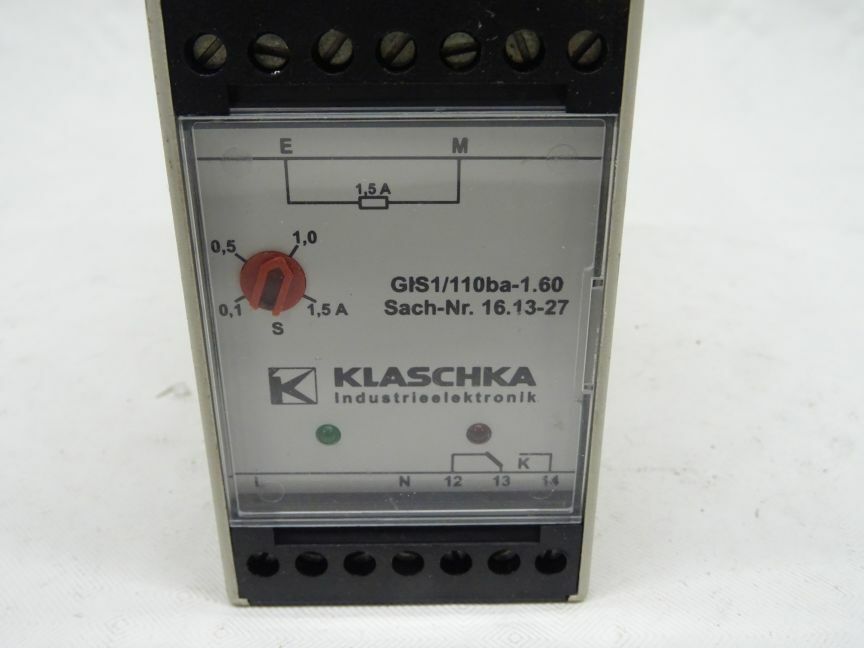 E M
1,5 A
0,5 1,0
0,1 1,5 A
S
GIS1/110ba-1.60
Sach-Nr. 16.13-27
K KLASCHKA
Industrieelektronik
K
L N 12 13 14